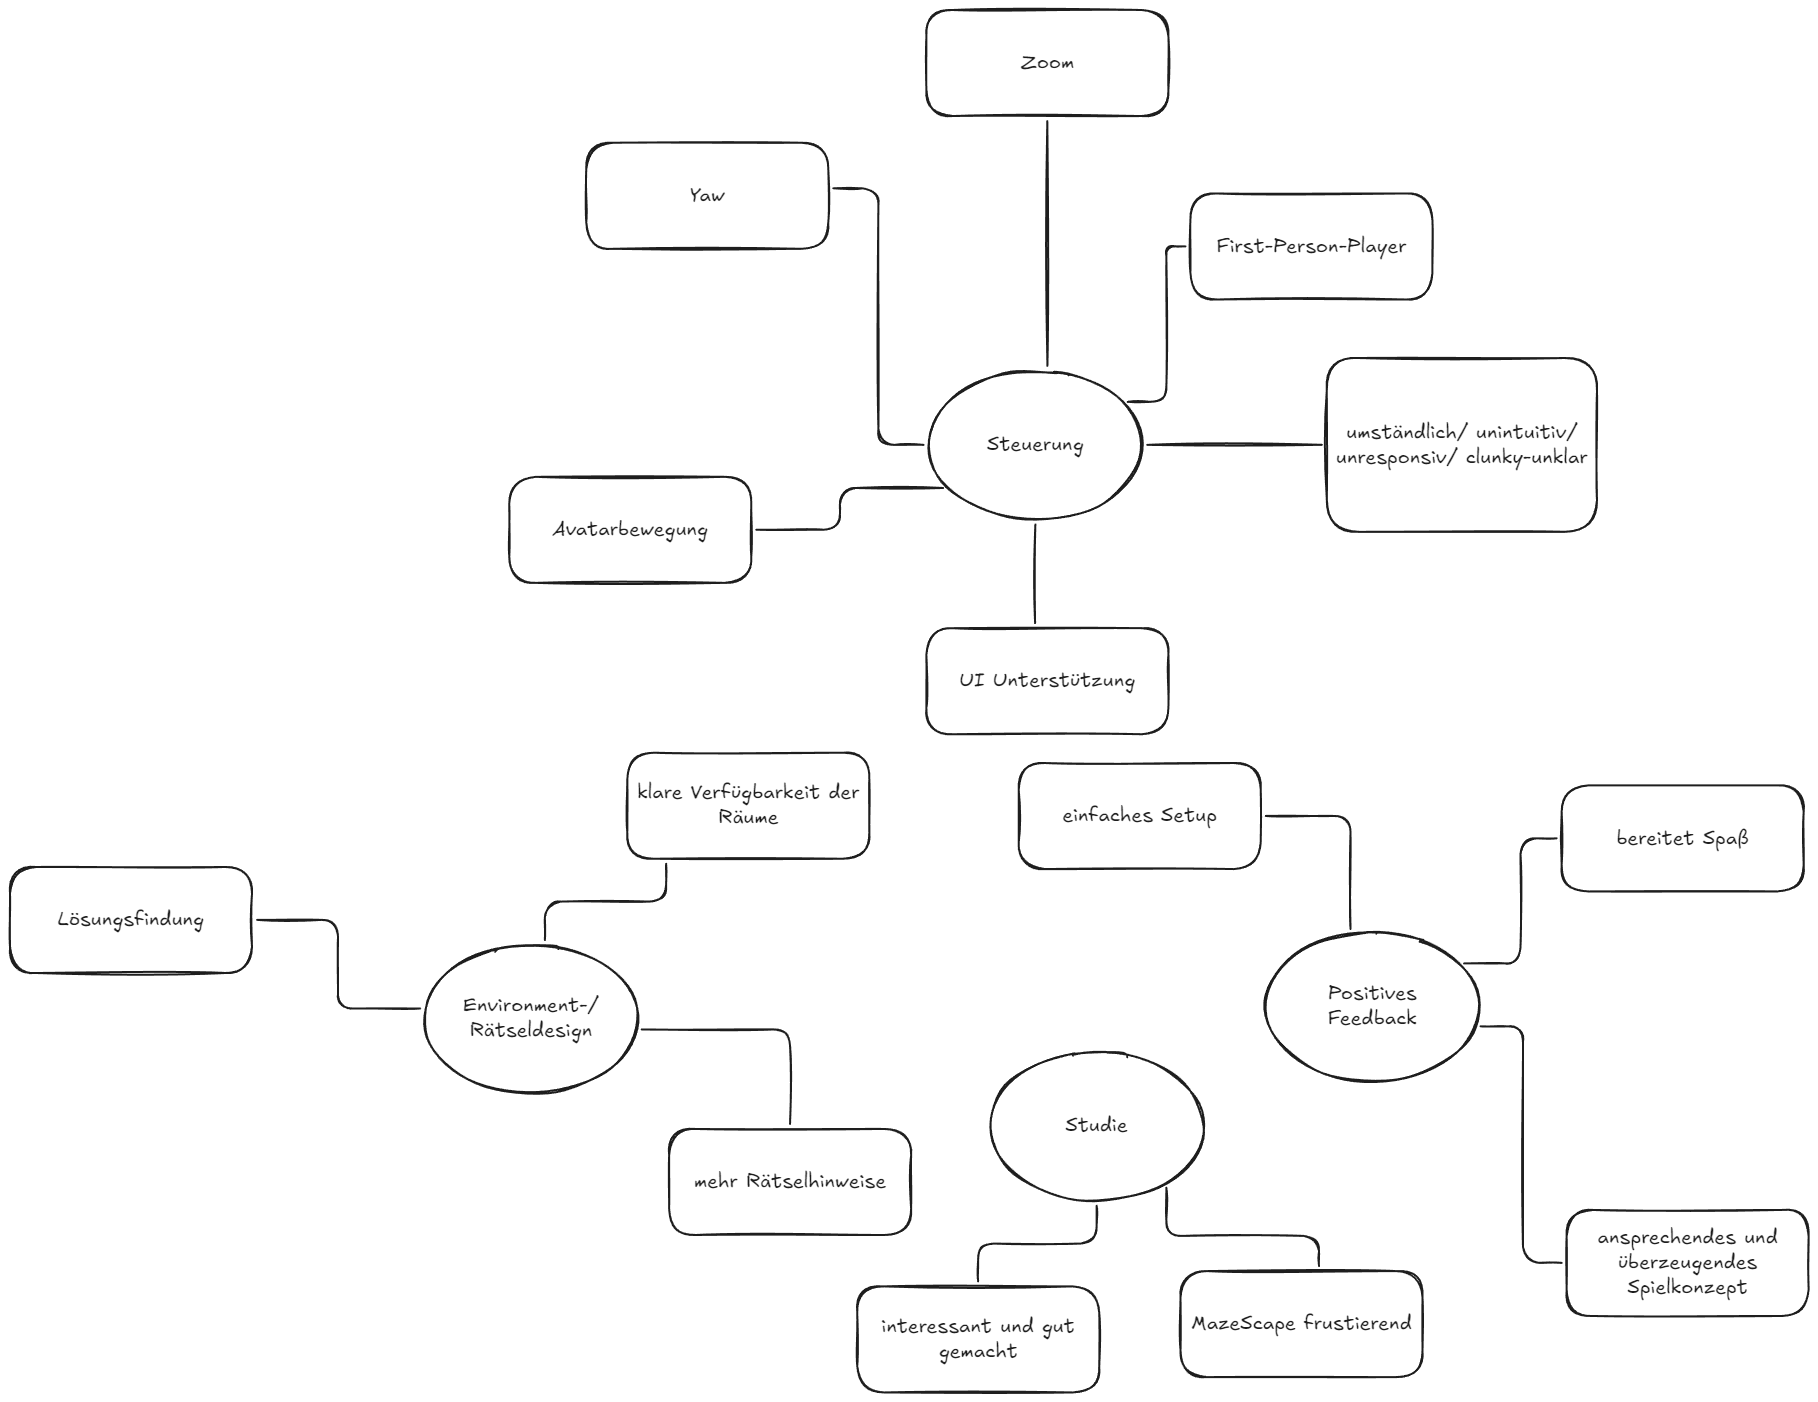 Zoom
Yaw
First-Person-Player
Steuerung
umständlich/ unintuitiv/
unresponsiv/ clunky-unklar
Avatarbewegung
UI Unterstützung
klare Verfügbarkeit der
Räume
einfaches Setup
bereitet Spaß
Lösungsfindung
Environment-/
Rätseldesign
Positives
Feedback
Studie
mehr Rätselhinweise
ansprechendes und
überzeugendes
Spielkonzept
interessant und gut
gemacht
MazeScape frustierend